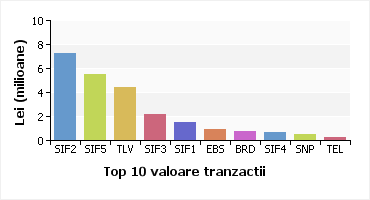 Lei (milioane)
10
8
6
4
2
0
SIF2 SIF5 TLV SIF3 SIF1 EBS BRD SIF4 SNP TEL
Top 10 valoare tranzactii